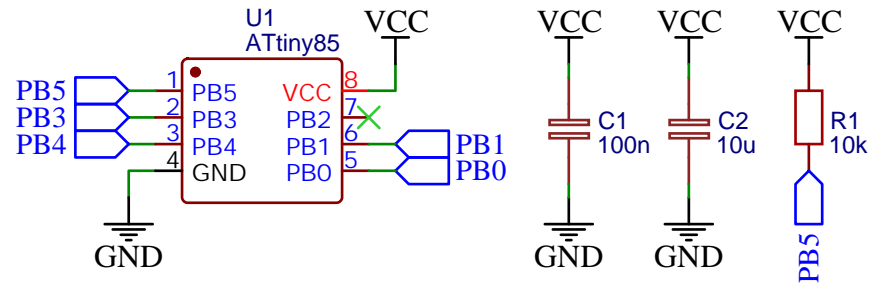 U1
ATtiny85
VCC
VCC
VCC
VCC
PB5
1
PB5
VCC
8
PB3
2
PB3
PB2
7
PB4
3
PB4
PB1
6
PB1
4
GND
PB0
5
PB0
GND
C1
100n
GND
C2
10u
GND
R1
10k
PB5